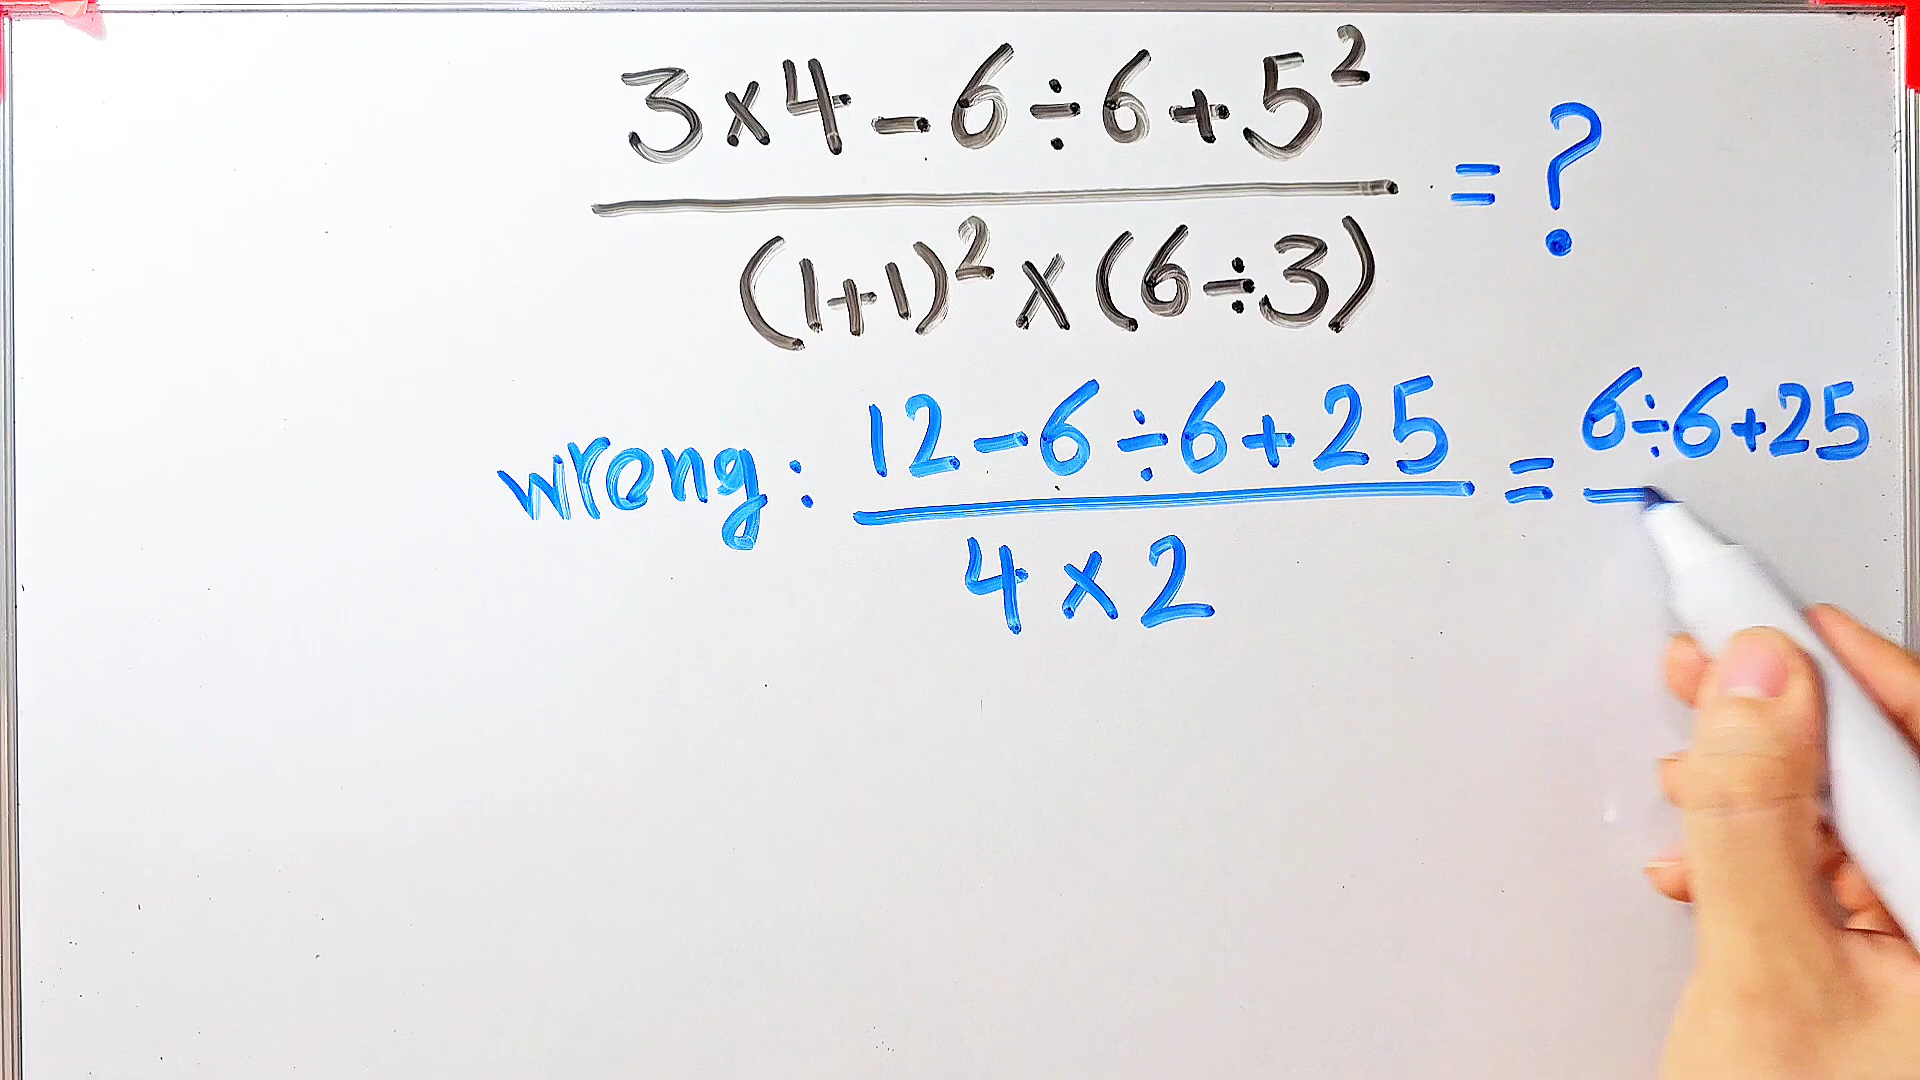 3×4−6÷6+5²
= ?
(1+1)²×(6÷3)
wrong: 12−6÷6+25 = 6÷6+25
4×2